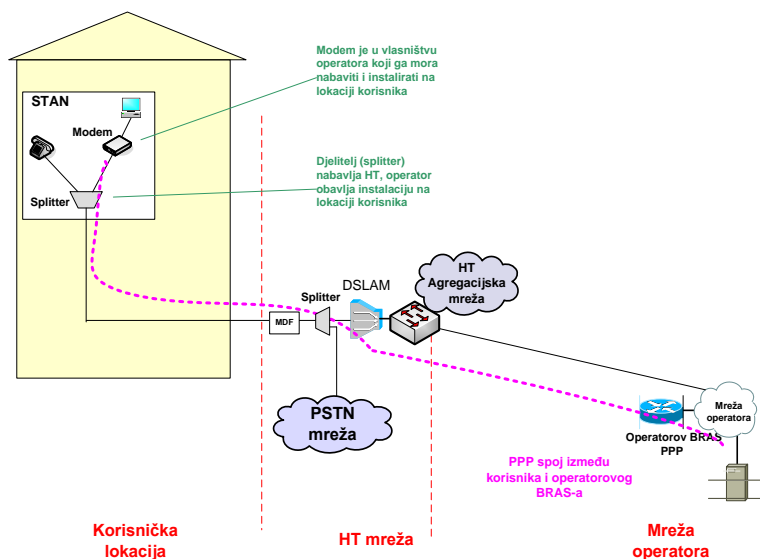 Modem je u vlasništvu
operatora koji ga mora
nabaviti i instalirati na
lokaciji korisnika
STAN
Modem
Djelitelj (splitter)
nabavlja HT, operator
obavlja instalaciju na
lokaciji korisnika
Splitter
HT
Agregacijska
mreža
DSLAM
Splitter
MDF
PSTN
mreža
Mreža
operatora
Operatorov BRAS
PPP
PPP spoj između
korisnika i operatorovog
BRAS-a
Korisnička
lokacija
HT mreža
Mreža
operatora